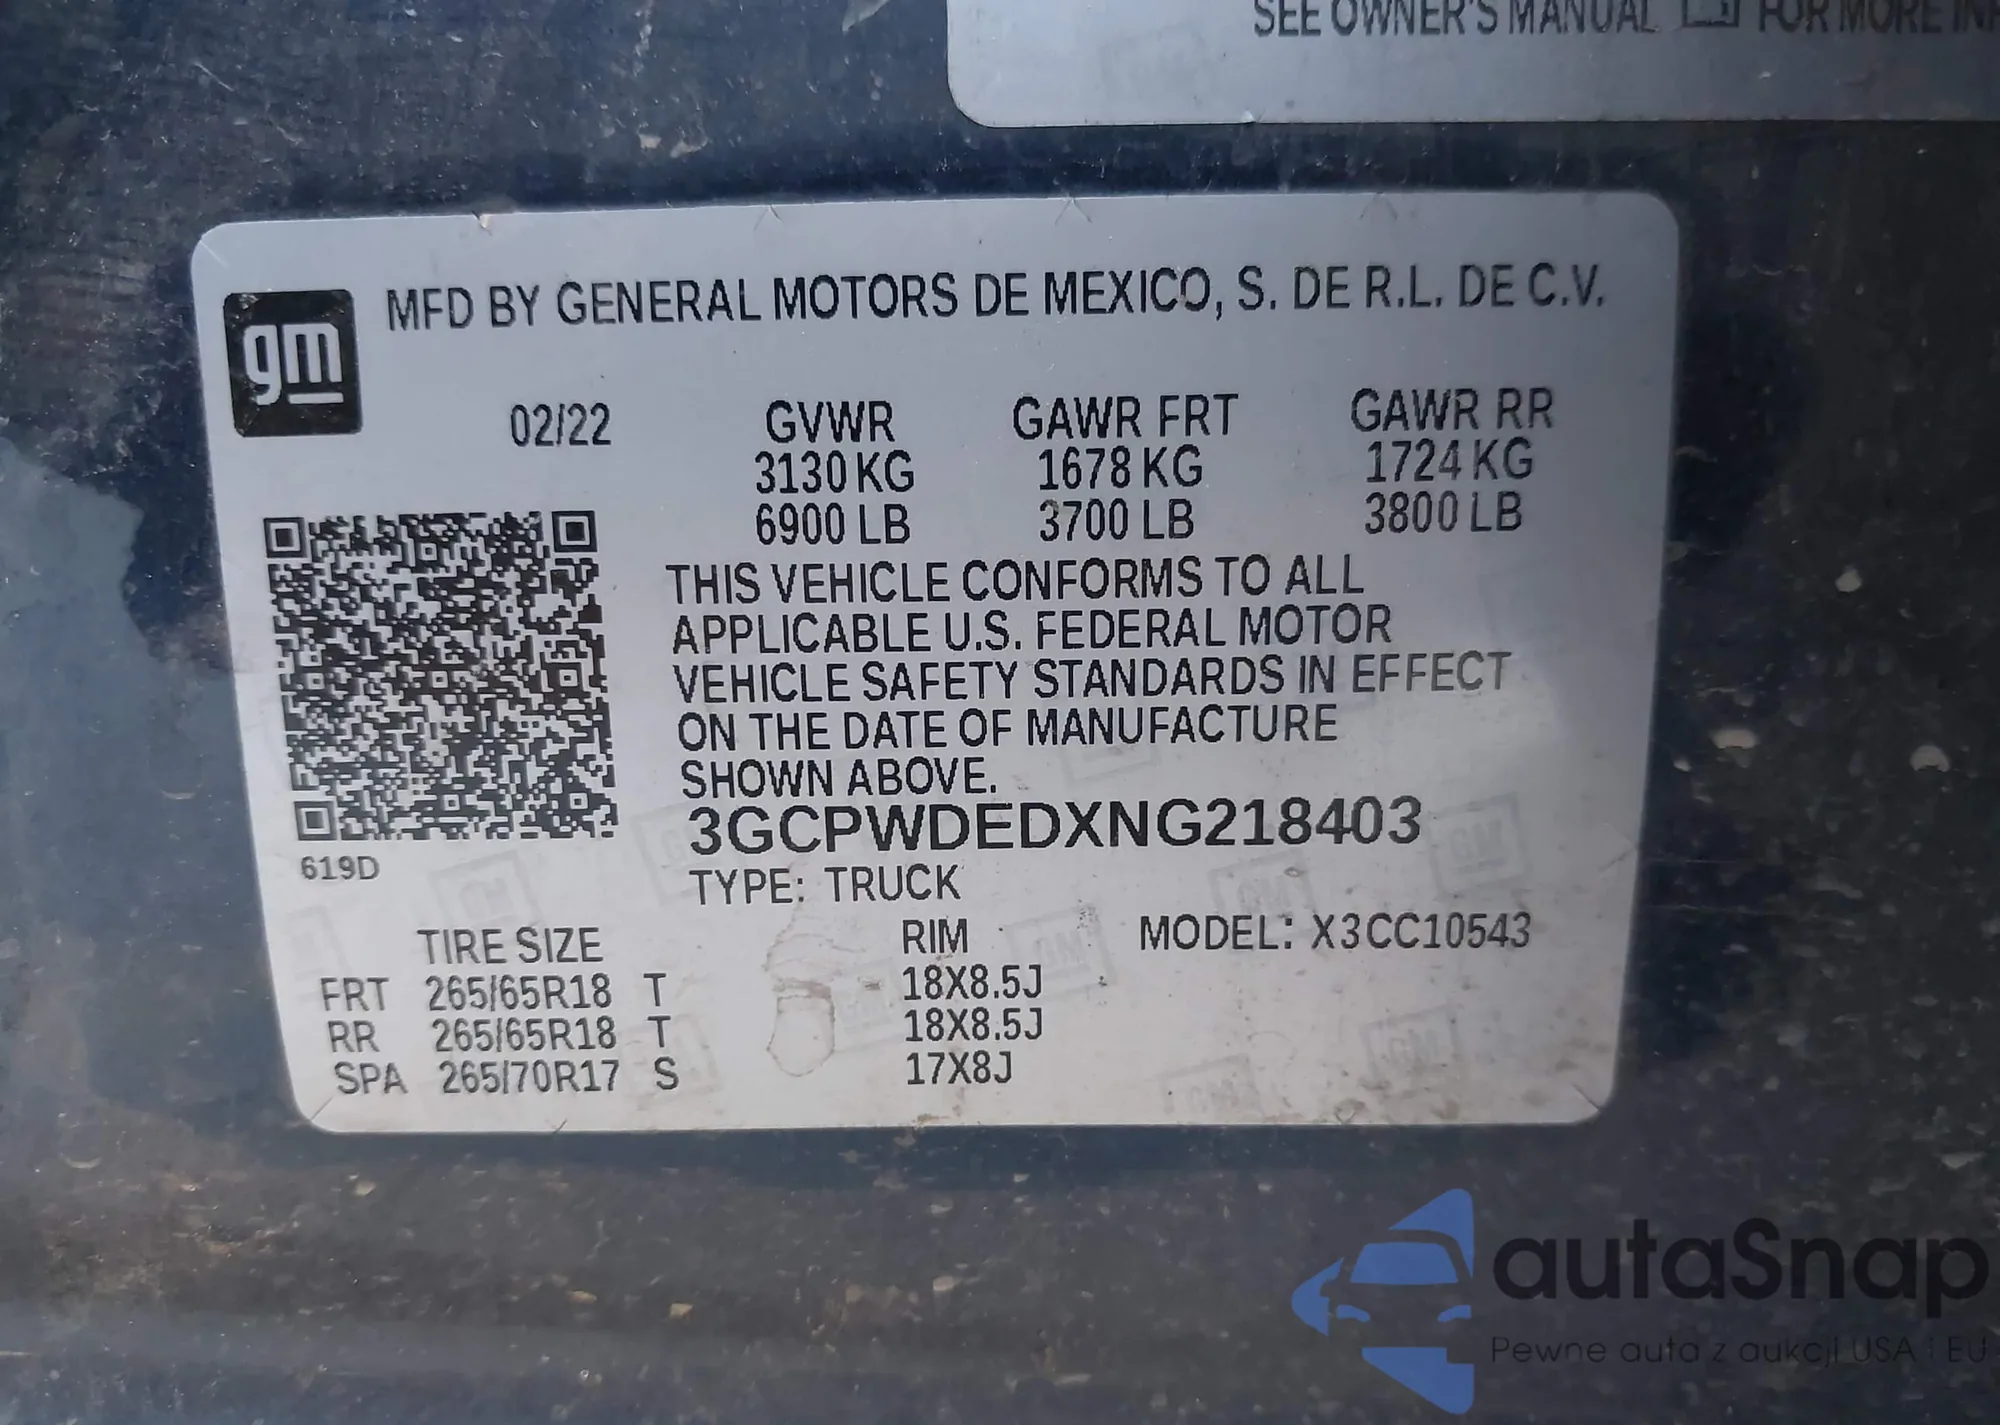 SEE OWNER'S MANUAL FOR MORE
MFD BY GENERAL MOTORS DE MEXICO, S. DE R.L. DE C.V.
gm
02/22 GVWR GAWR FRT GAWR RR
3130 KG 1678 KG 1724 KG
6900 LB 3700 LB 3800 LB
THIS VEHICLE CONFORMS TO ALL
APPLICABLE U.S. FEDERAL MOTOR
VEHICLE SAFETY STANDARDS IN EFFECT
ON THE DATE OF MANUFACTURE
SHOWN ABOVE.
3GCPWDEDXNG218403
619D
TYPE: TRUCK
TIRE SIZE RIM MODEL: X3CC10543
FRT 265/65R18 T 18X8.5J
RR 265/65R18 T 18X8.5J
SPA 265/70R17 S 17X8J
autaSnap
Pewne auta z aukcji USA i EU